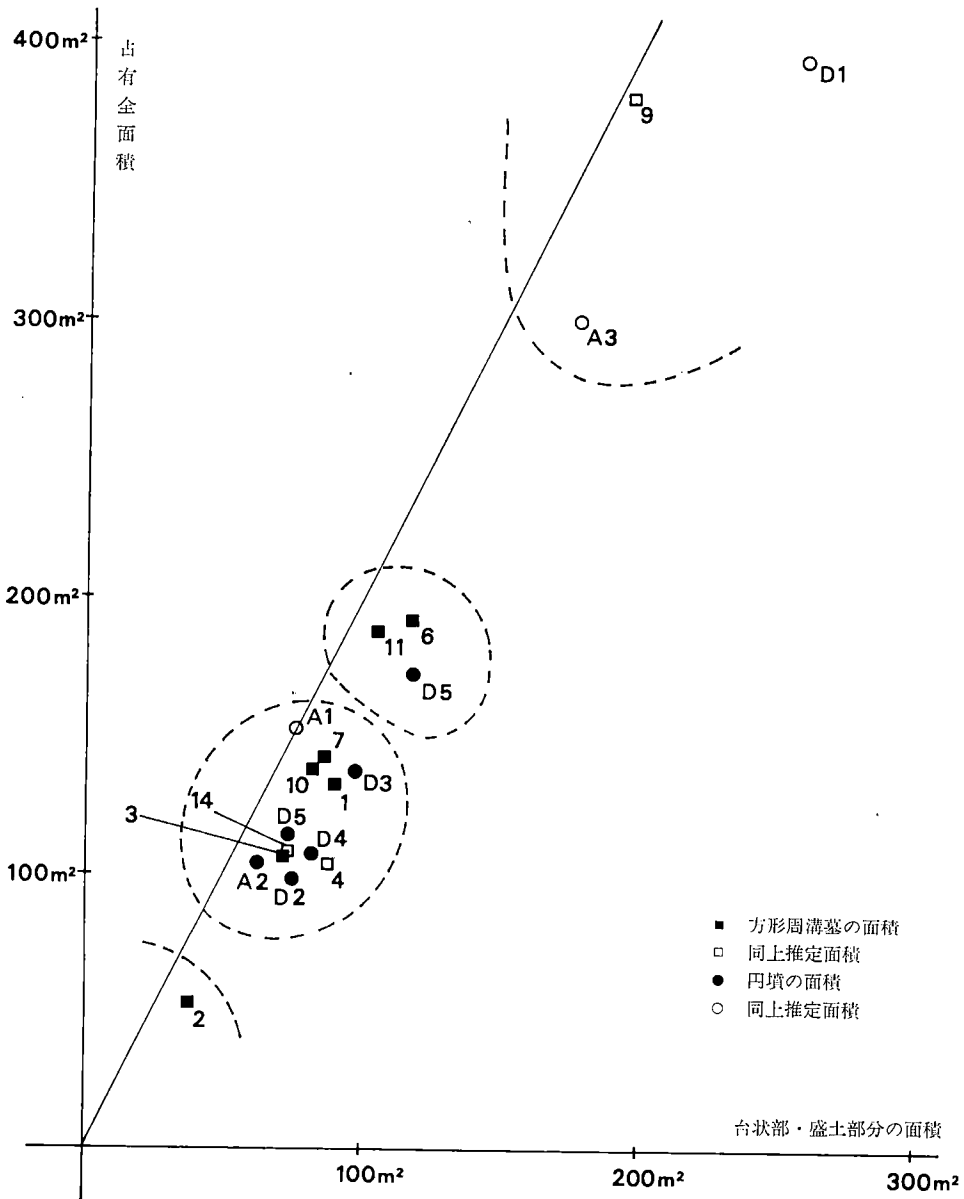 400m²
占有全面積
D1
9
300m²
A3
200m²
6
11
D5
A1
7
10
D3
1
14
3
D5
D4
A2
D2
4
100m²
2
■ 方形周溝墓の面積
□ 同上推定面積
● 円墳の面積
○ 同上推定面積
台状部・盛土部分の面積
100m²
200m²
300m²